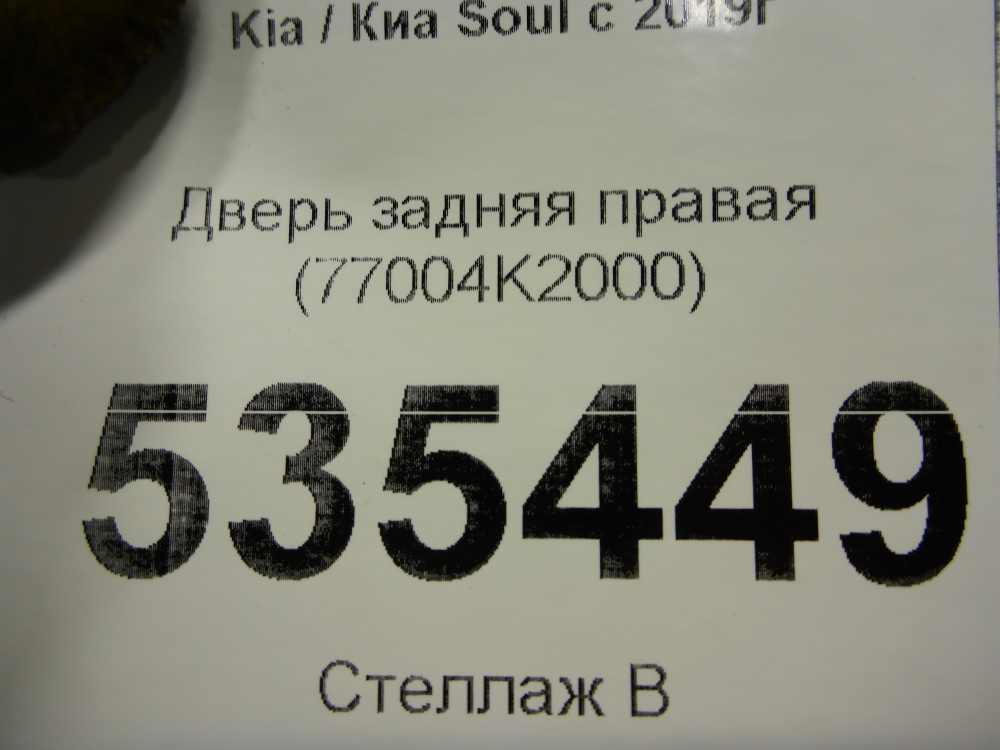 Kia / Киа Soul с 2019г
Дверь задняя правая
(77004K2000)
535449
Стеллаж В